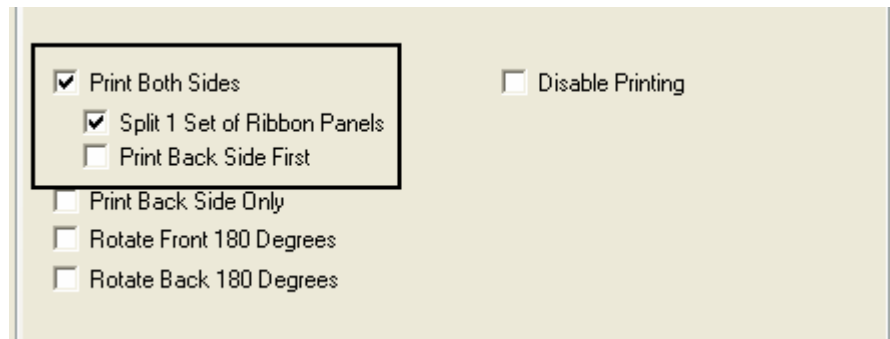 Print Both Sides
Disable Printing
Split 1 Set of Ribbon Panels
Print Back Side First
Print Back Side Only
Rotate Front 180 Degrees
Rotate Back 180 Degrees